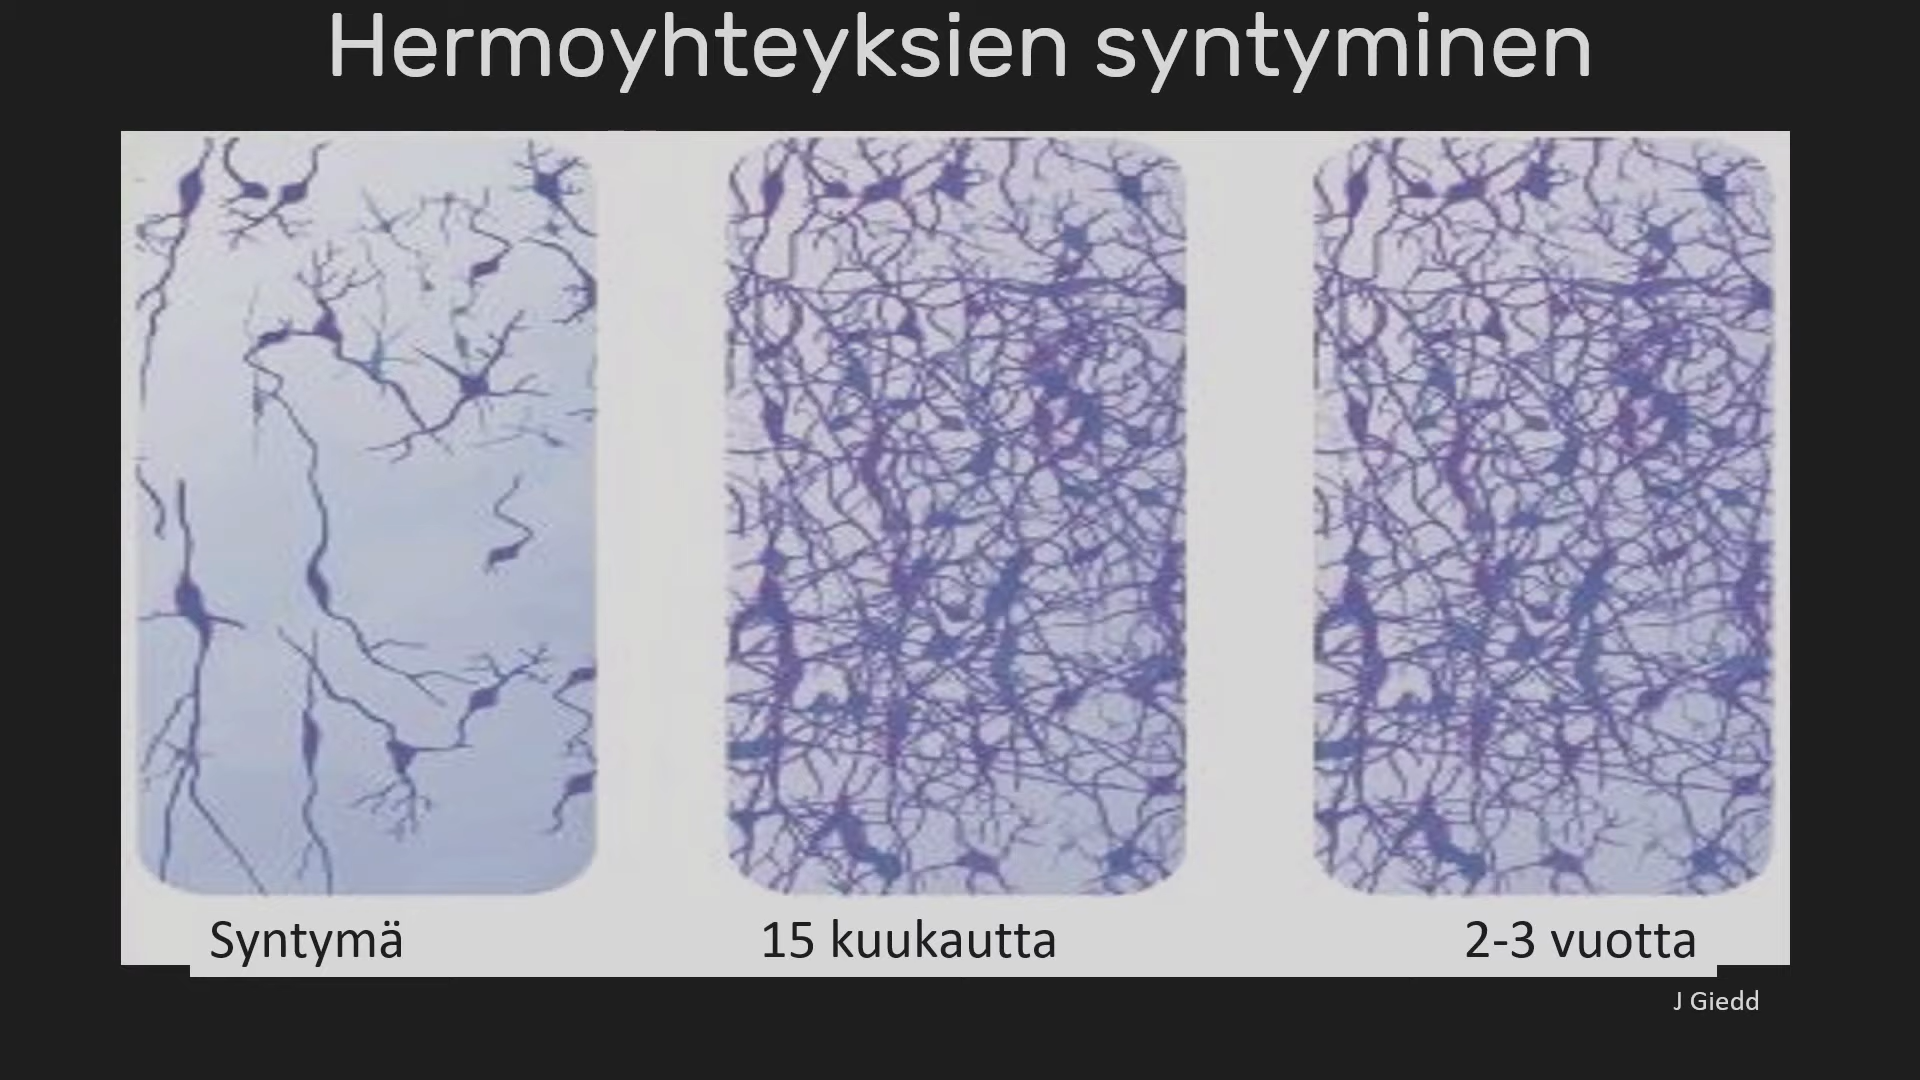 Hermoyhteyksien syntyminen
Syntymä
15 kuukautta
2-3 vuotta
J Giedd